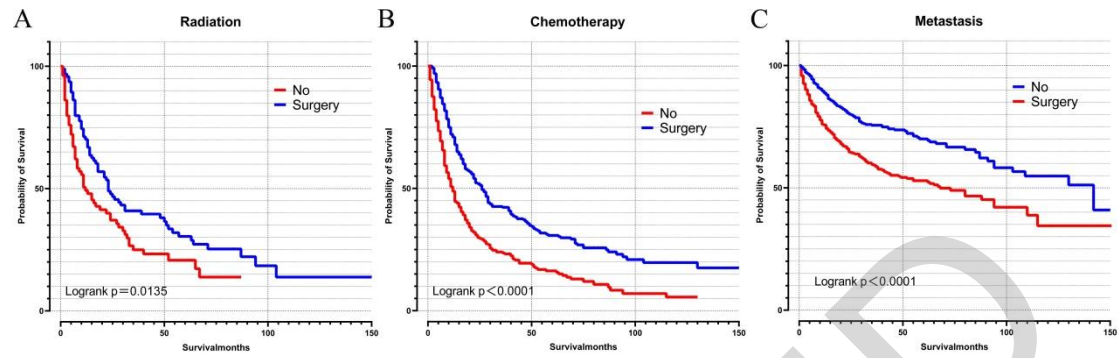 A
Radiation
Probability of Survival
100
50
0
No
Surgery
Logrank p=0.0135
0
50
100
150
Survivalmonths
B
Chemotherapy
Probability of Survival
100
50
0
No
Surgery
Logrank p<0.0001
0
50
100
150
Survivalmonths
C
Metastasis
Probability of Survival
100
50
0
No
Surgery
Logrank p<0.0001
0
50
100
150
Survivalmonths